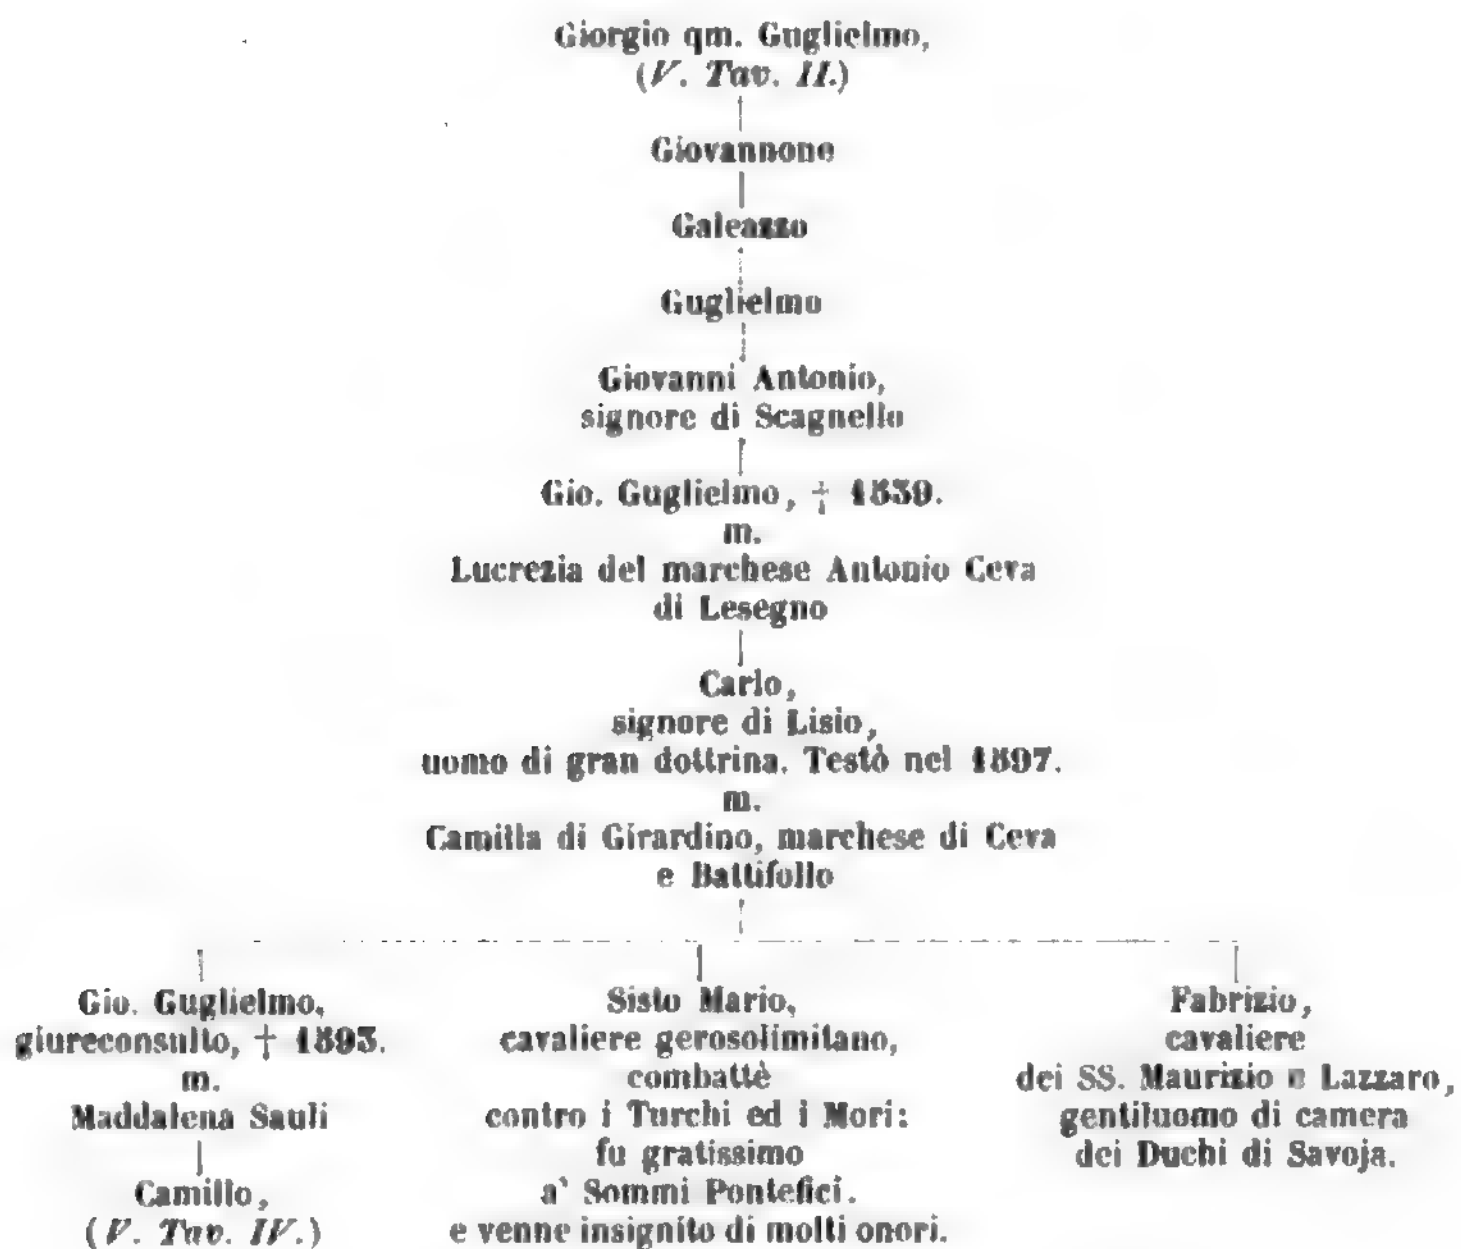 Giorgio qm. Guglielmo,
(V. Tav. II.)
Giovannone
Galeazzo
Guglielmo
Giovanni Antonio,
signore di Scagnello
Gio. Guglielmo, † 1539.
m.
Lucrezia del marchese Antonio Ceva
di Lesegno
Carlo,
signore di Lisio,
uomo di gran dottrina. Testò nel 1597.
m.
Camilla di Girardino, marchese di Ceva
e Battifollo
Gio. Guglielmo,
giureconsulto, † 1593.
m.
Maddalena Sauli
Camillo,
(V. Tav. IV.)
Sisto Mario,
cavaliere gerosolimitano,
combattè
contro i Turchi ed i Mori:
fu gratissimo
a' Sommi Pontefici.
e venne insignito di molti onori.
Fabrizio,
cavaliere
dei SS. Maurizio e Lazzaro,
gentiluomo di camera
dei Duchi di Savoja.